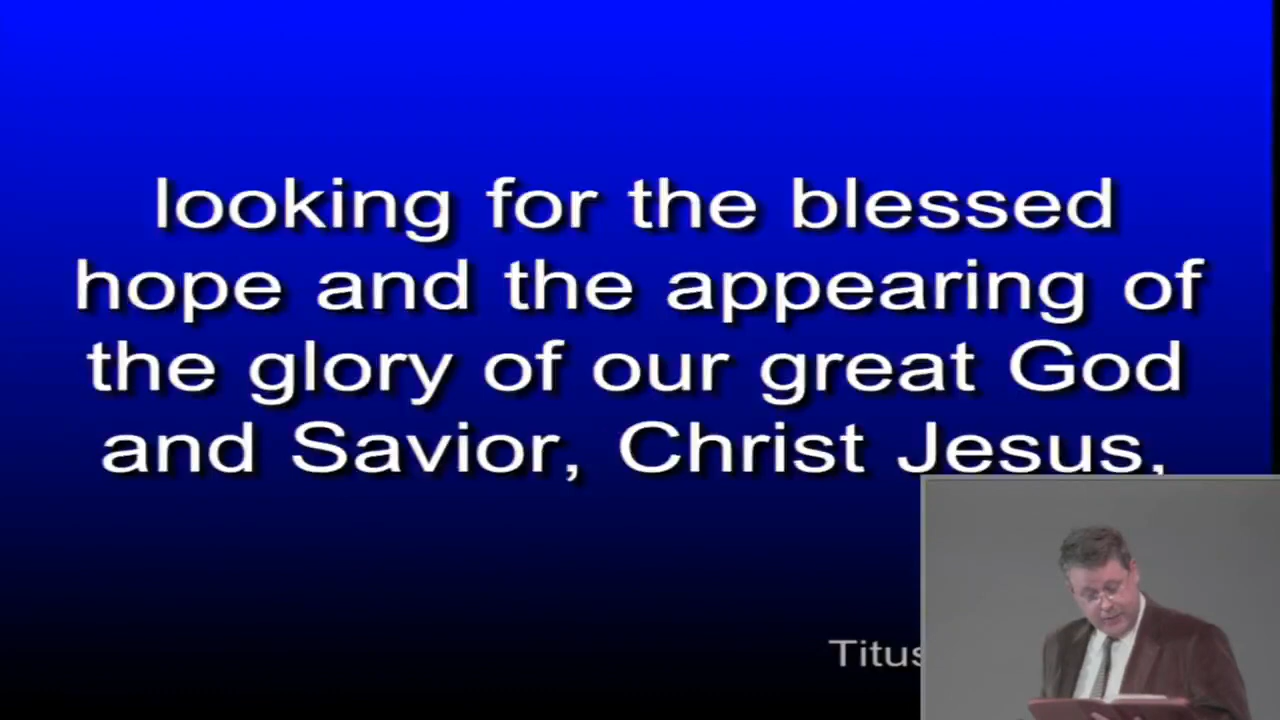 looking for the blessed
hope and the appearing of
the glory of our great God
and Savior, Christ Jesus,
Titus